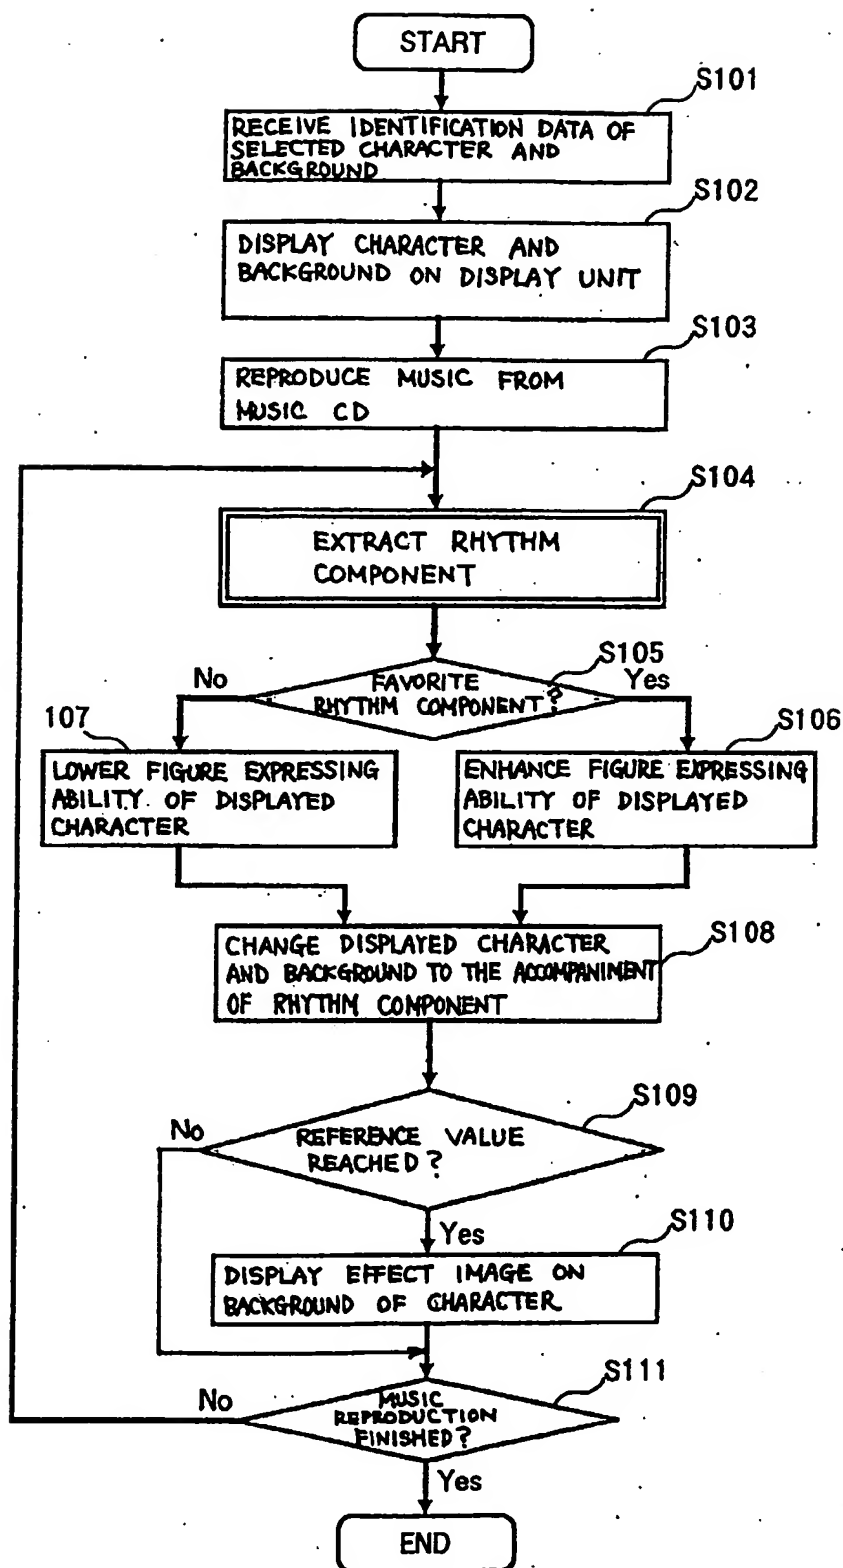 START
S101
RECEIVE IDENTIFICATION DATA OF
SELECTED CHARACTER AND
BACKGROUND
S102
DISPLAY CHARACTER AND
BACKGROUND ON DISPLAY UNIT
S103
REPRODUCE MUSIC FROM
MUSIC CD
S104
EXTRACT RHYTHM
COMPONENT
S105
No
FAVORITE
RHYTHM COMPONENT?
Yes
107
LOWER FIGURE EXPRESSING
ABILITY OF DISPLAYED
CHARACTER
S106
ENHANCE FIGURE EXPRESSING
ABILITY OF DISPLAYED
CHARACTER
S108
CHANGE DISPLAYED CHARACTER
AND BACKGROUND TO THE ACCOMPANIMENT
OF RHYTHM COMPONENT
S109
No
REFERENCE VALUE
REACHED?
Yes
S110
DISPLAY EFFECT IMAGE ON
BACKGROUND OF CHARACTER
S111
No
MUSIC
REPRODUCTION
FINISHED?
Yes
END